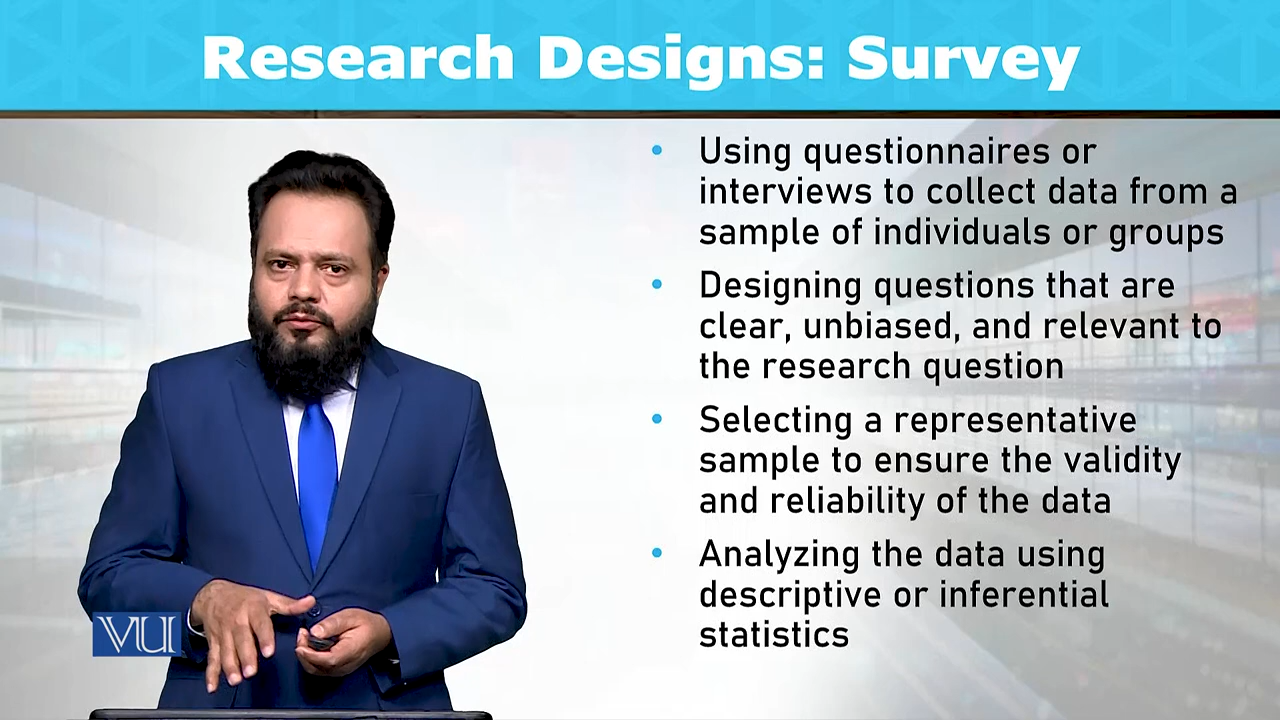 Research Designs: Survey
• Using questionnaires or
interviews to collect data from a
sample of individuals or groups
• Designing questions that are
clear, unbiased, and relevant to
the research question
• Selecting a representative
sample to ensure the validity
and reliability of the data
• Analyzing the data using
descriptive or inferential
statistics
VU